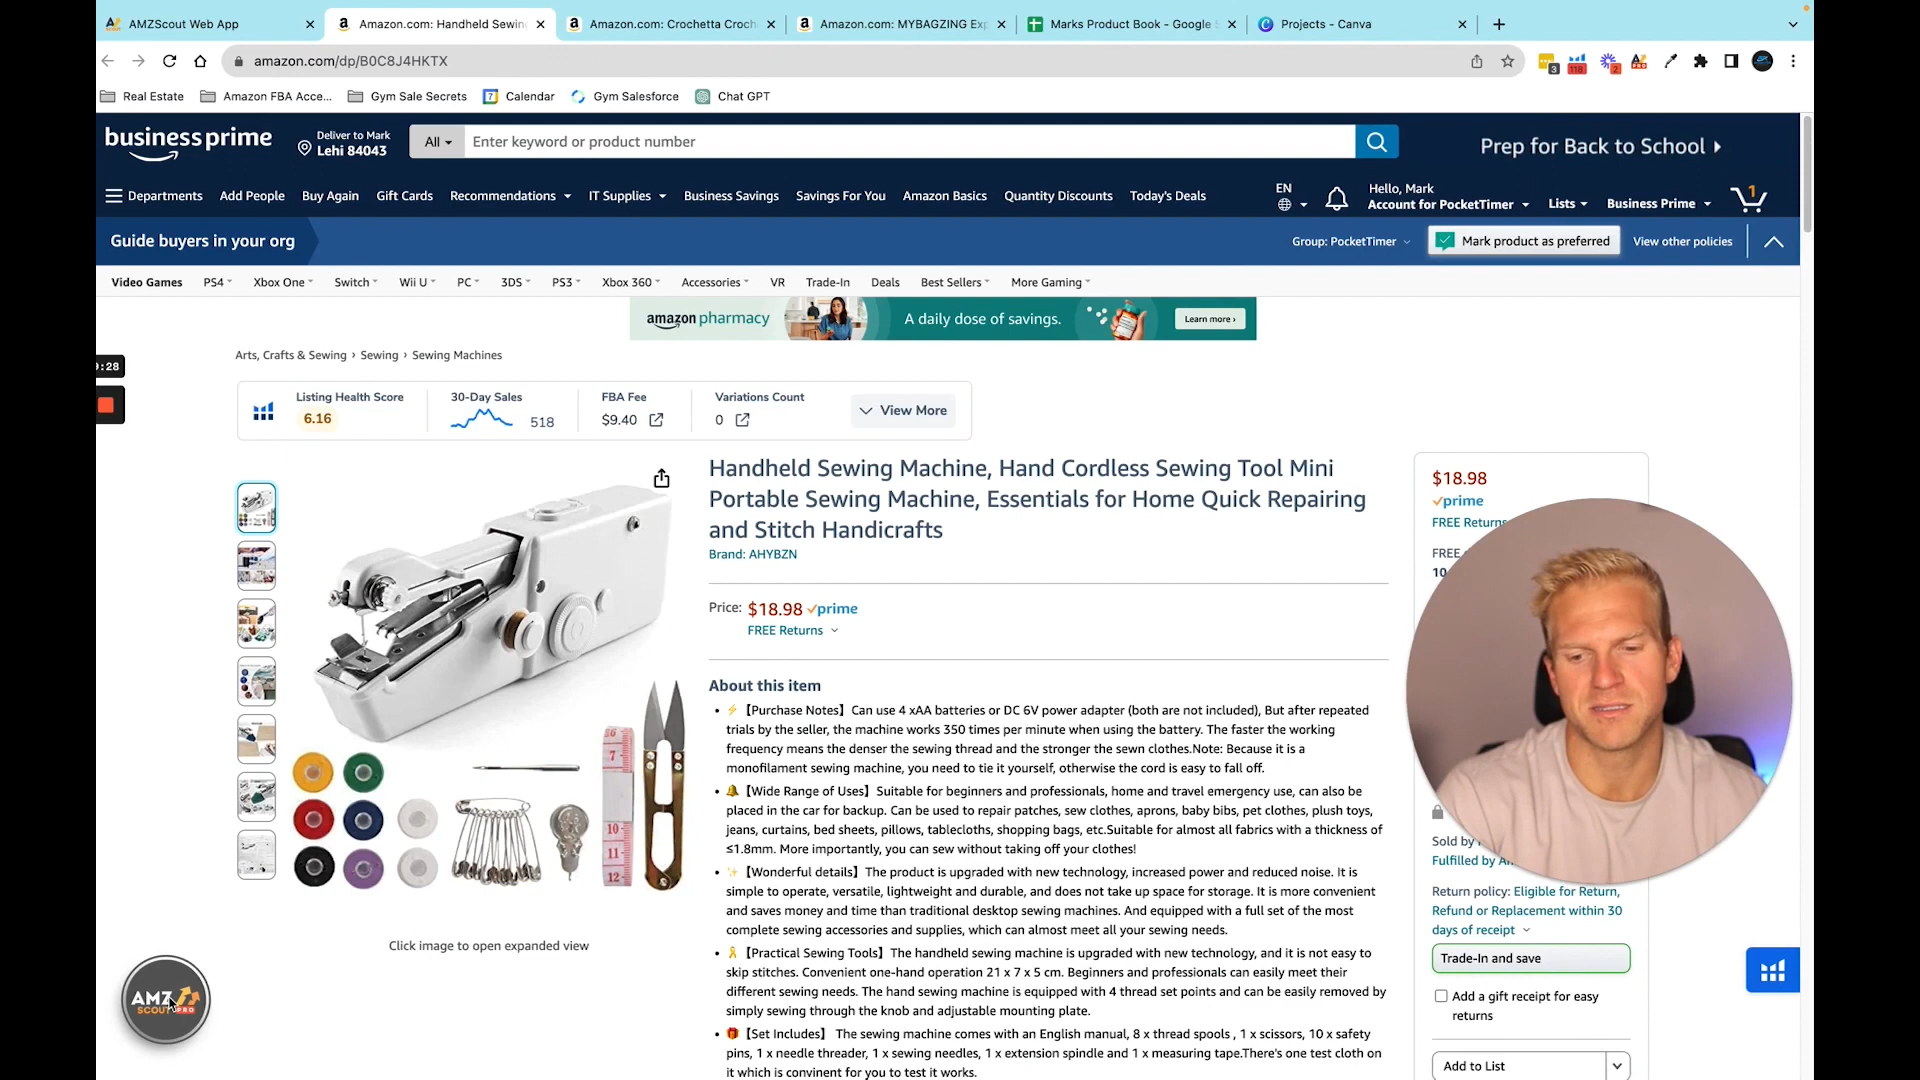 AMZScout Web App
Amazon.com: Handheld Sewin
Amazon.com: Crochetta Croch
Amazon.com: MYBAGZING Exp
Marks Product Book - Google S
Projects - Canva
amazon.com/dp/B0C8J4HKTX
3
118
2
Real Estate
Amazon FBA Acce...
Gym Sale Secrets
7 Calendar
Gym Salesforce
Chat GPT
business prime
Deliver to Mark
Lehi 84043
All
Enter keyword or product number
Prep for Back to School
Departments
Add People
Buy Again
Gift Cards
Recommendations
IT Supplies
Business Savings
Savings For You
Amazon Basics
Quantity Discounts
Today's Deals
EN
Hello, Mark
Account for PocketTimer
Lists
Business Prime
1
Guide buyers in your org
Group: PocketTimer
Mark product as preferred
View other policies
Video Games
PS4
Xbox One
Switch
Wii U
PC
3DS
PS3
Xbox 360
Accessories
VR
Trade-In
Deals
Best Sellers
More Gaming
amazon pharmacy
A daily dose of savings.
Learn more ›
Arts, Crafts & Sewing › Sewing › Sewing Machines
:28
Listing Health Score
6.16
30-Day Sales
518
FBA Fee
$9.40
Variations Count
0
View More
Handheld Sewing Machine, Hand Cordless Sewing Tool Mini
Portable Sewing Machine, Essentials for Home Quick Repairing
and Stitch Handicrafts
Brand: AHYBZN
Price: $18.98 prime
FREE Returns
About this item
• ⚡【Purchase Notes】Can use 4 xAA batteries or DC 6V power adapter (both are not included), But after repeated
trials by the seller, the machine works 350 times per minute when using the battery. The faster the working
frequency means the denser the sewing thread and the stronger the sewn clothes.Note: Because it is a
monofilament sewing machine, you need to tie it yourself, otherwise the cord is easy to fall off.
• 🔔【Wide Range of Uses】Suitable for beginners and professionals, home and travel emergency use, can also be
placed in the car for backup. Can be used to repair patches, sew clothes, aprons, baby bibs, pet clothes, plush toys,
jeans, curtains, bed sheets, pillows, tablecloths, shopping bags, etc.Suitable for almost all fabrics with a thickness of
≤1.8mm. More importantly, you can sew without taking off your clothes!
• ✨【Wonderful details】The product is upgraded with new technology, increased power and reduced noise. It is
simple to operate, versatile, lightweight and durable, and does not take up space for storage. It is more convenient
and saves money and time than traditional desktop sewing machines. And equipped with a full set of the most
complete sewing accessories and supplies, which can almost meet all your sewing needs.
• 🎗【Practical Sewing Tools】The handheld sewing machine is upgraded with new technology, and it is not easy to
skip stitches. Convenient one-hand operation 21 x 7 x 5 cm. Beginners and professionals can easily meet their
different sewing needs. The hand sewing machine is equipped with 4 thread set points and can be easily removed by
simply sewing through the knob and adjustable mounting plate.
• 🎁【Set Includes】 The sewing machine comes with an English manual, 8 x thread spools , 1 x scissors, 10 x safety
pins, 1 x needle threader, 1 x sewing needles, 1 x extension spindle and 1 x measuring tape.There's one test cloth on
it which is convinent for you to test it works.
7
10
11
12
Click image to open expanded view
AMZ
SCOUT PRO
$18.98
prime
FREE Returns
FREE
10
Sold by
Fulfilled by
Return policy: Eligible for Return,
Refund or Replacement within 30
days of receipt
Trade-In and save
Add a gift receipt for easy
returns
Add to List